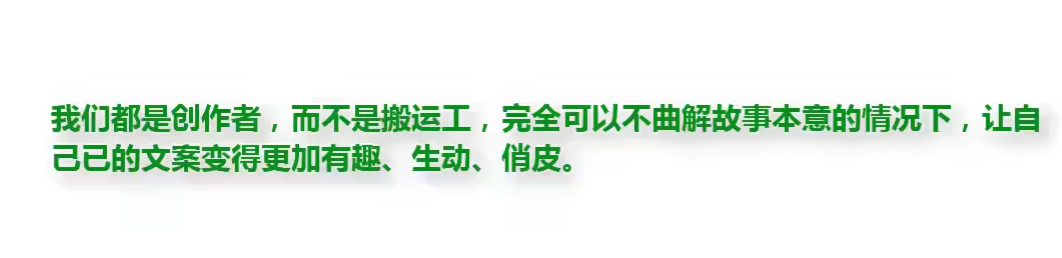 我们都是创作者，而不是搬运工，完全可以不曲解故事本意的情况下，让自
己已的文案变得更加有趣、生动、俏皮。